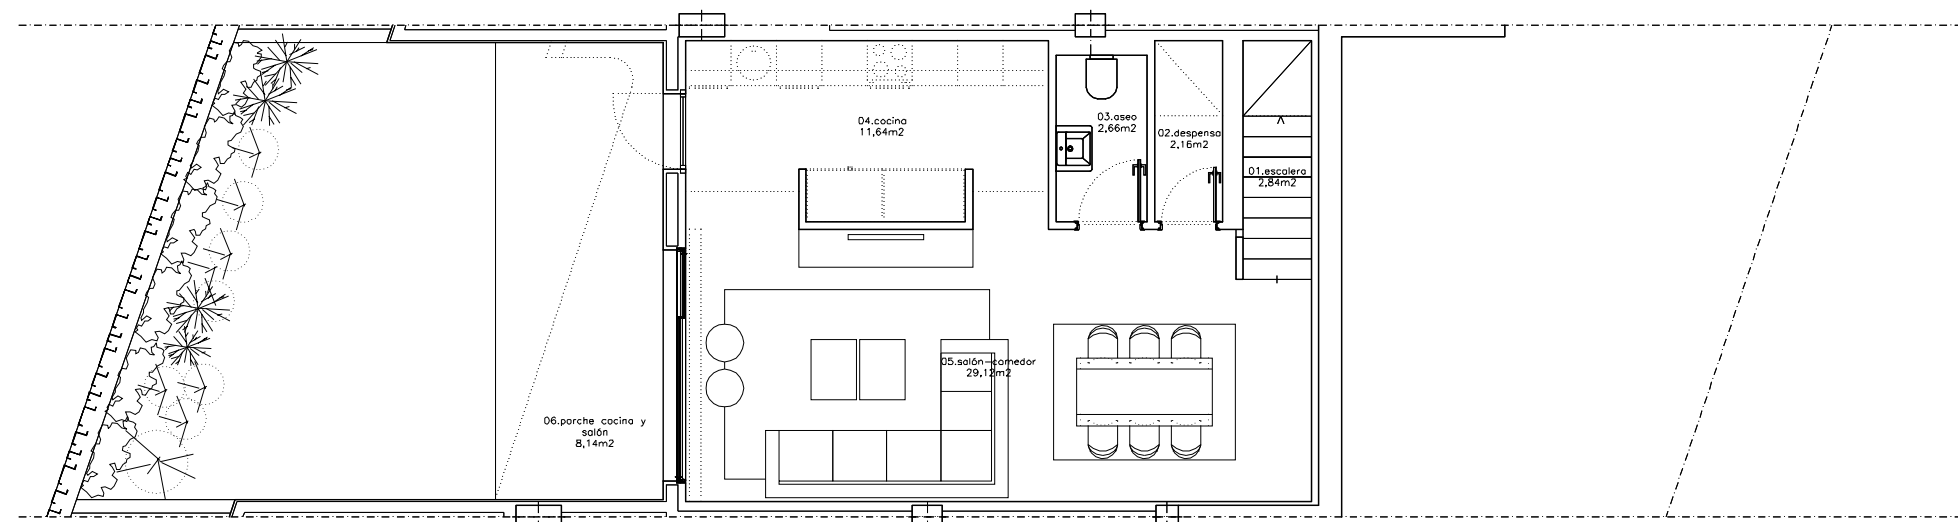 04.cocina
11,64m2
03.aseo
2,66m2
02.despensa
2,16m2
01.escalera
2,84m2
05.salón-comedor
29,12m2
06.porche cocina y
salón
8,14m2